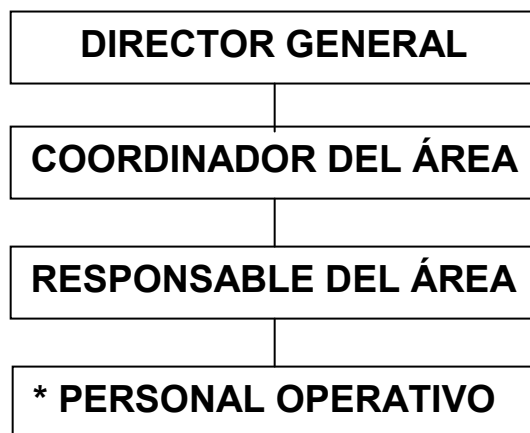 DIRECTOR GENERAL
COORDINADOR DEL ÁREA
RESPONSABLE DEL ÁREA
* PERSONAL OPERATIVO